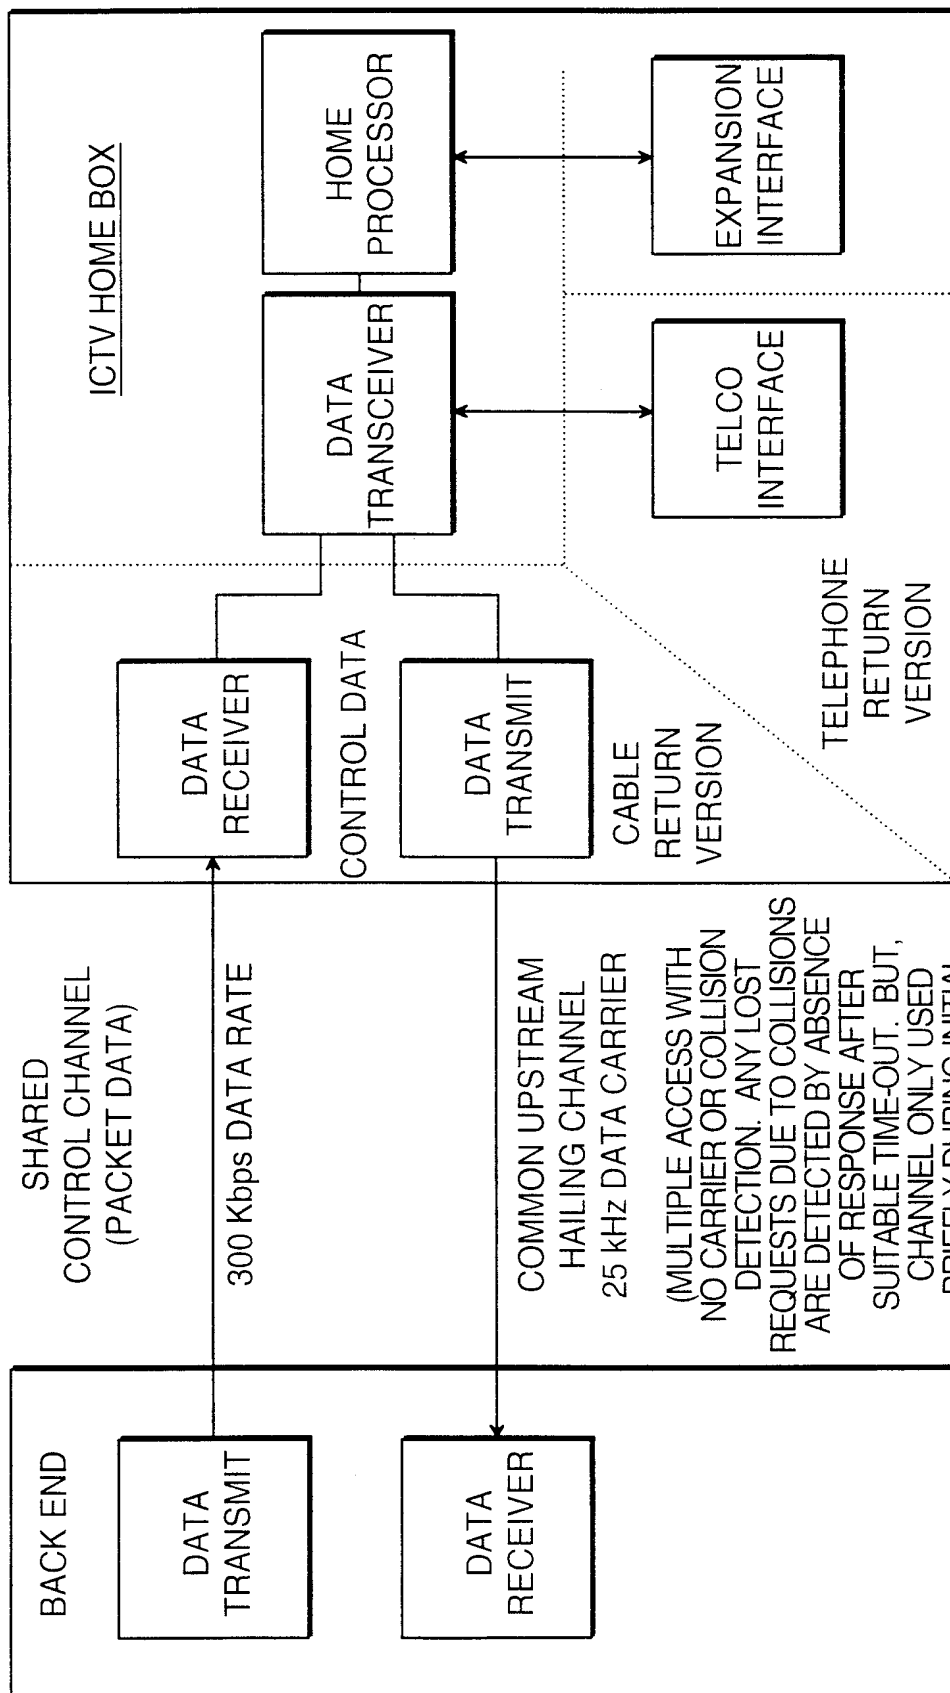 BACK END
DATA
TRANSMIT
DATA
RECEIVER
SHARED
CONTROL CHANNEL
(PACKET DATA)
300 Kbps DATA RATE
COMMON UPSTREAM
HAILING CHANNEL
25 kHz DATA CARRIER
(MULTIPLE ACCESS WITH
NO CARRIER OR COLLISION
DETECTION. ANY LOST
REQUESTS DUE TO COLLISIONS
ARE DETECTED BY ABSENCE
OF RESPONSE AFTER
SUITABLE TIME-OUT. BUT,
CHANNEL ONLY USED
BRIEFLY DURING INITIAL
ICTV HOME BOX
DATA
RECEIVER
CONTROL DATA
DATA
TRANSMIT
CABLE
RETURN
VERSION
DATA
TRANSCEIVER
HOME
PROCESSOR
TELCO
INTERFACE
EXPANSION
INTERFACE
TELEPHONE
RETURN
VERSION